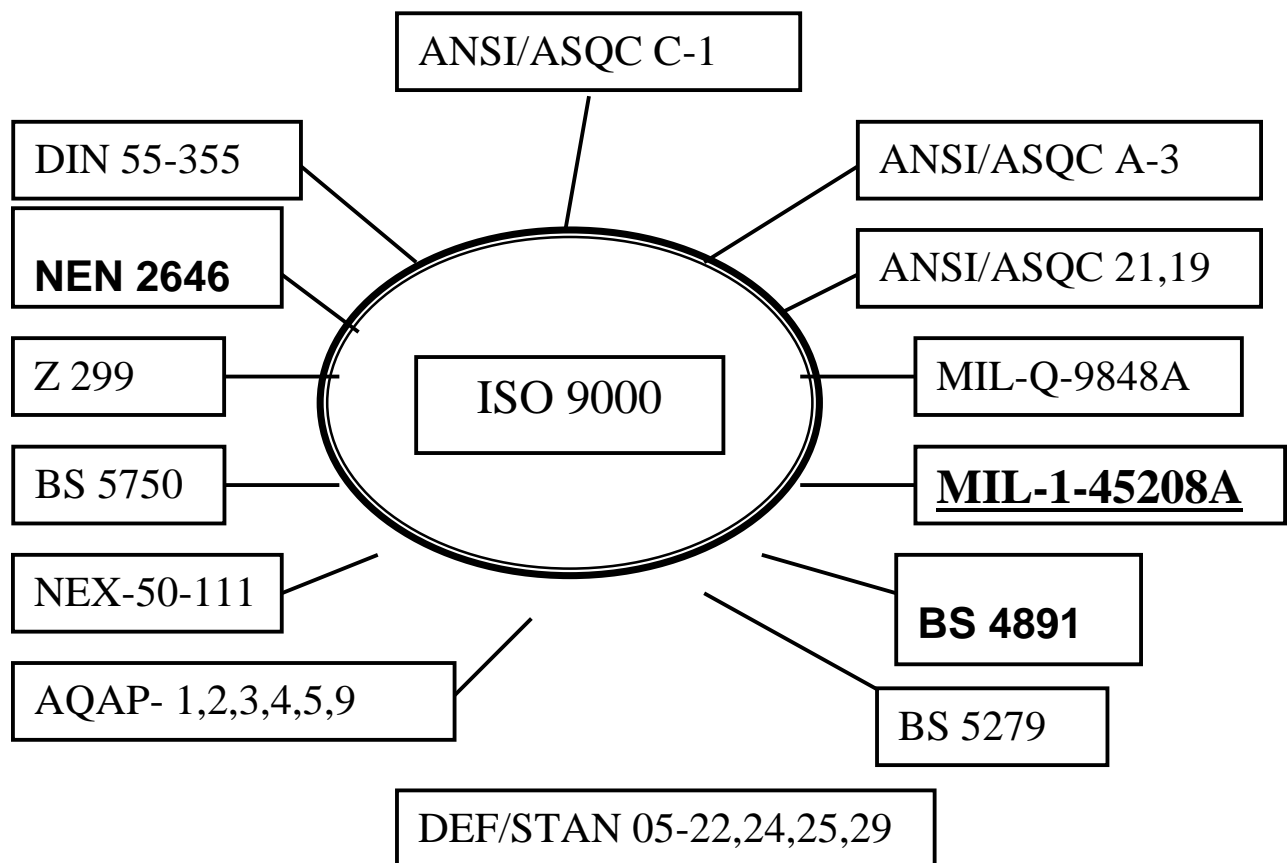 ANSI/ASQC C-1
DIN 55-355
ANSI/ASQC A-3
NEN 2646
ANSI/ASQC 21,19
Z 299
ISO 9000
MIL-Q-9848A
BS 5750
MIL-1-45208A
NEX-50-111
BS 4891
AQAP- 1,2,3,4,5,9
BS 5279
DEF/STAN 05-22,24,25,29